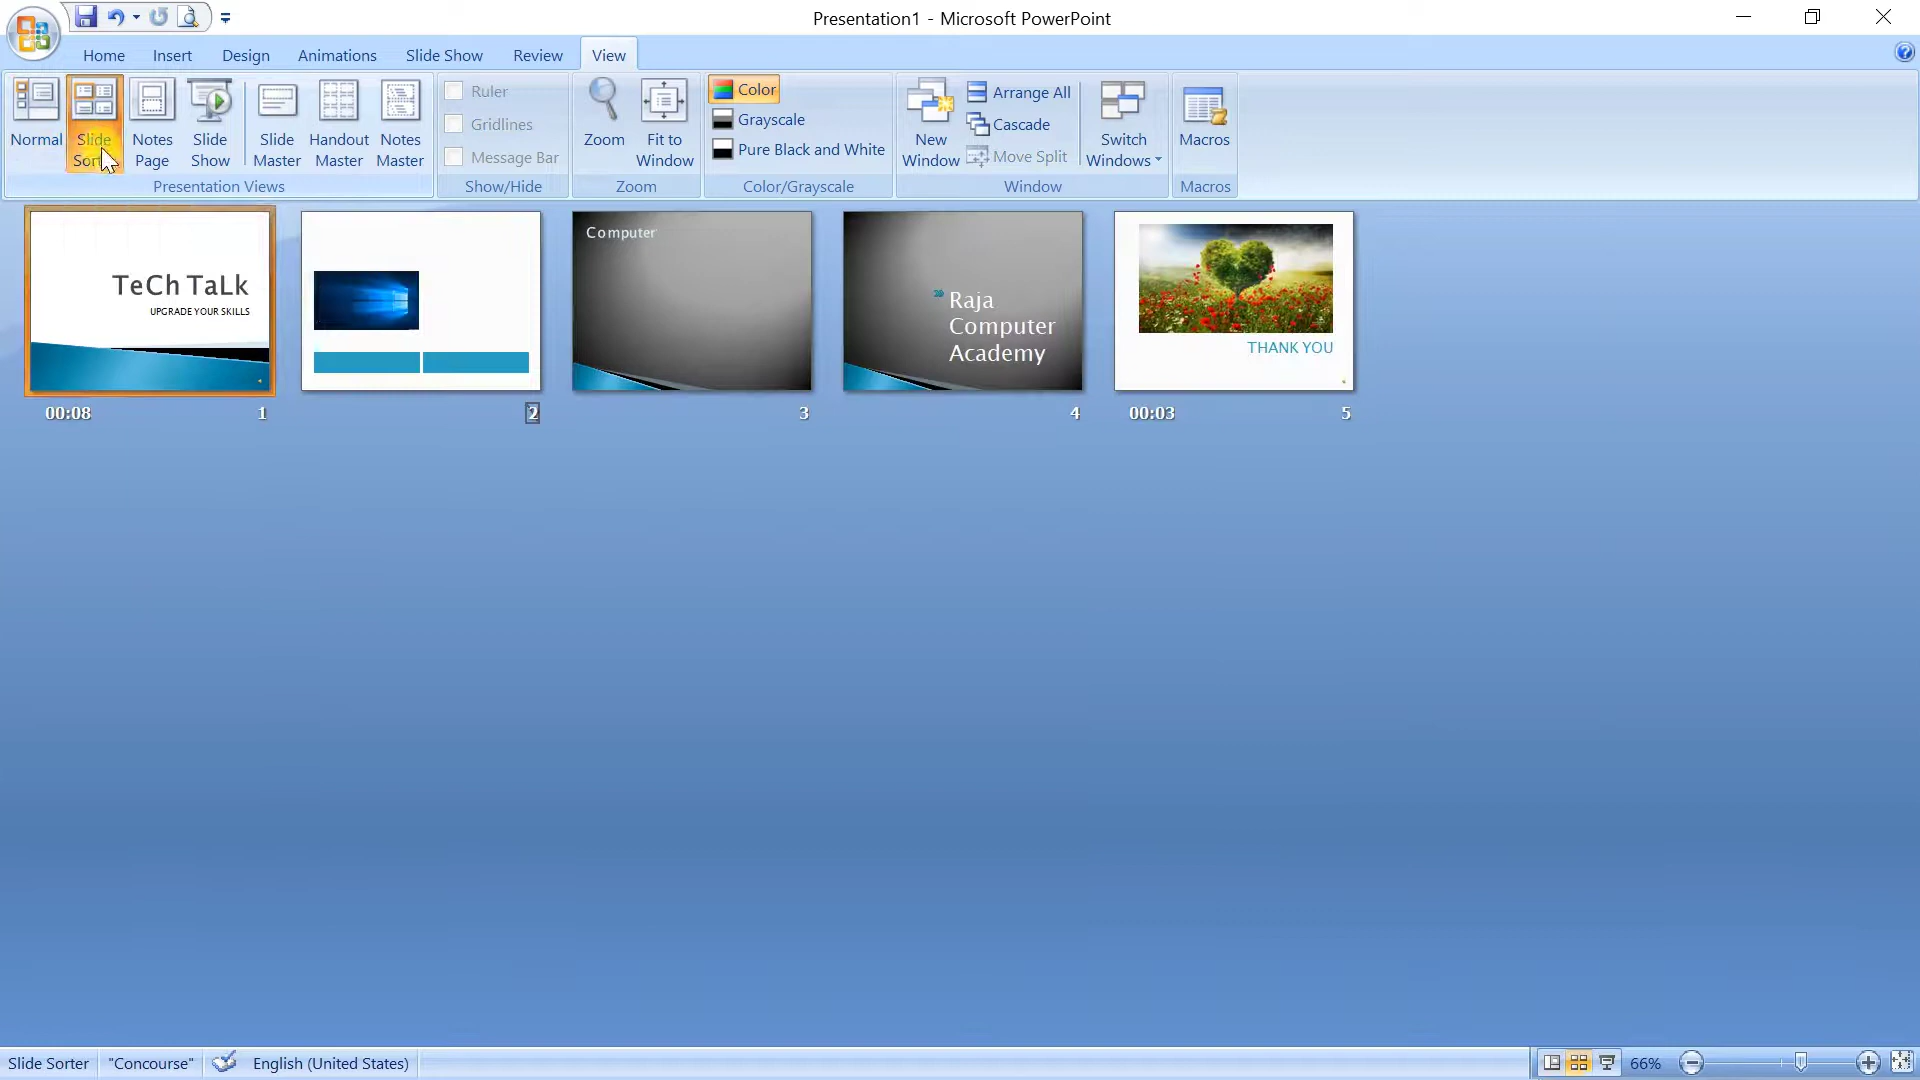 Presentation1 - Microsoft PowerPoint
Home Insert Design Animations Slide Show Review View
Normal
Slide Sorter
Notes Page
Slide Show
Slide Master
Handout Master
Notes Master
Presentation Views
Ruler
Gridlines
Message Bar
Show/Hide
Zoom
Fit to Window
Zoom
Color
Grayscale
Pure Black and White
Color/Grayscale
New Window
Arrange All
Cascade
Move Split
Switch Windows
Window
Macros
Macros
TeCh TaLk
UPGRADE YOUR SKILLS
00:08 1
2
Computer
3
Raja
Computer
Academy
4
THANK YOU
00:03 5
Slide Sorter "Concourse" English (United States) 66%